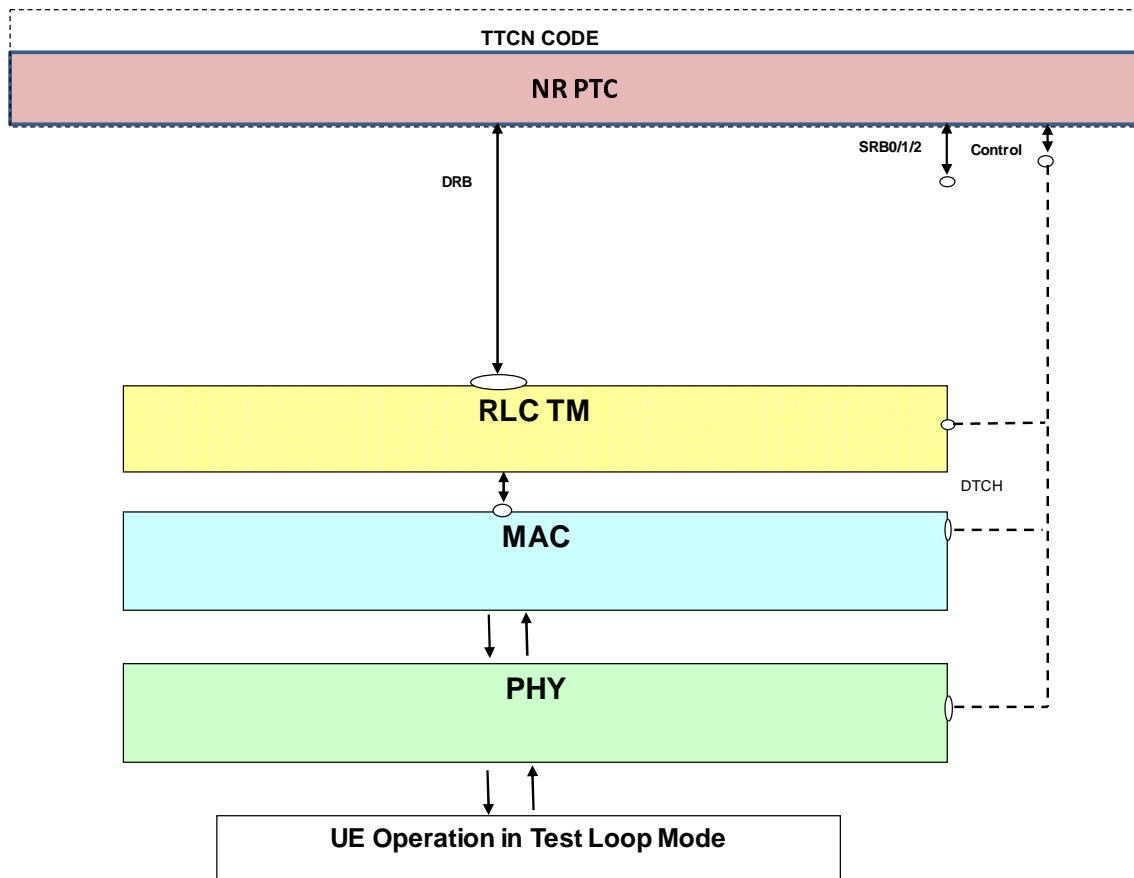 TTCN CODE
NR PTC
SRB0/1/2
Control
DRB
RLC TM
DTCH
MAC
PHY
UE Operation in Test Loop Mode